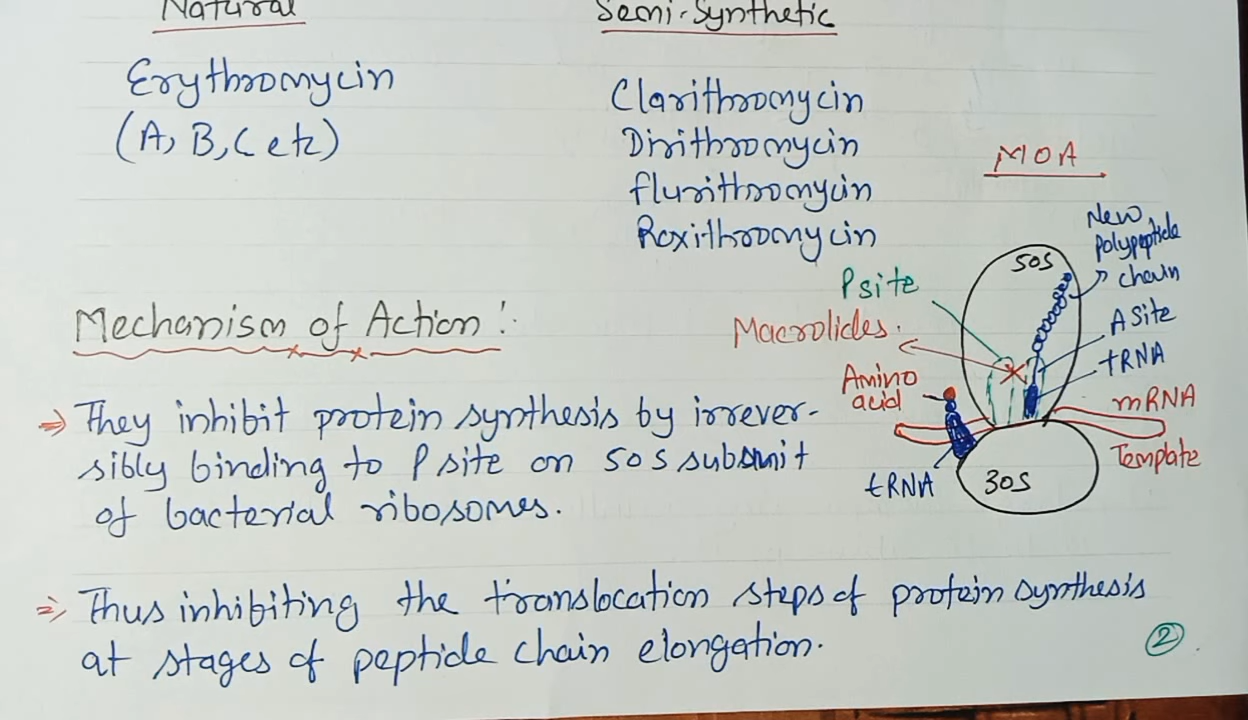 Natural
Semi-Synthetic
Erythromycin
(A, B, C etc)
Clarithromycin
Dirithromycin
flurithromycin
Roxithromycin
MOA
Mechanism of Action :-
⇒ They inhibit protein synthesis by irrever-
sibly binding to P site on 50S subunit
of bacterial ribosomes.
⇒ Thus inhibiting the translocation steps of protein synthesis
at stages of peptide chain elongation.
P site
Macrolides.
Amino
acid
tRNA
50S
30S
New
polypeptide
chain
A Site
tRNA
mRNA
Template
2